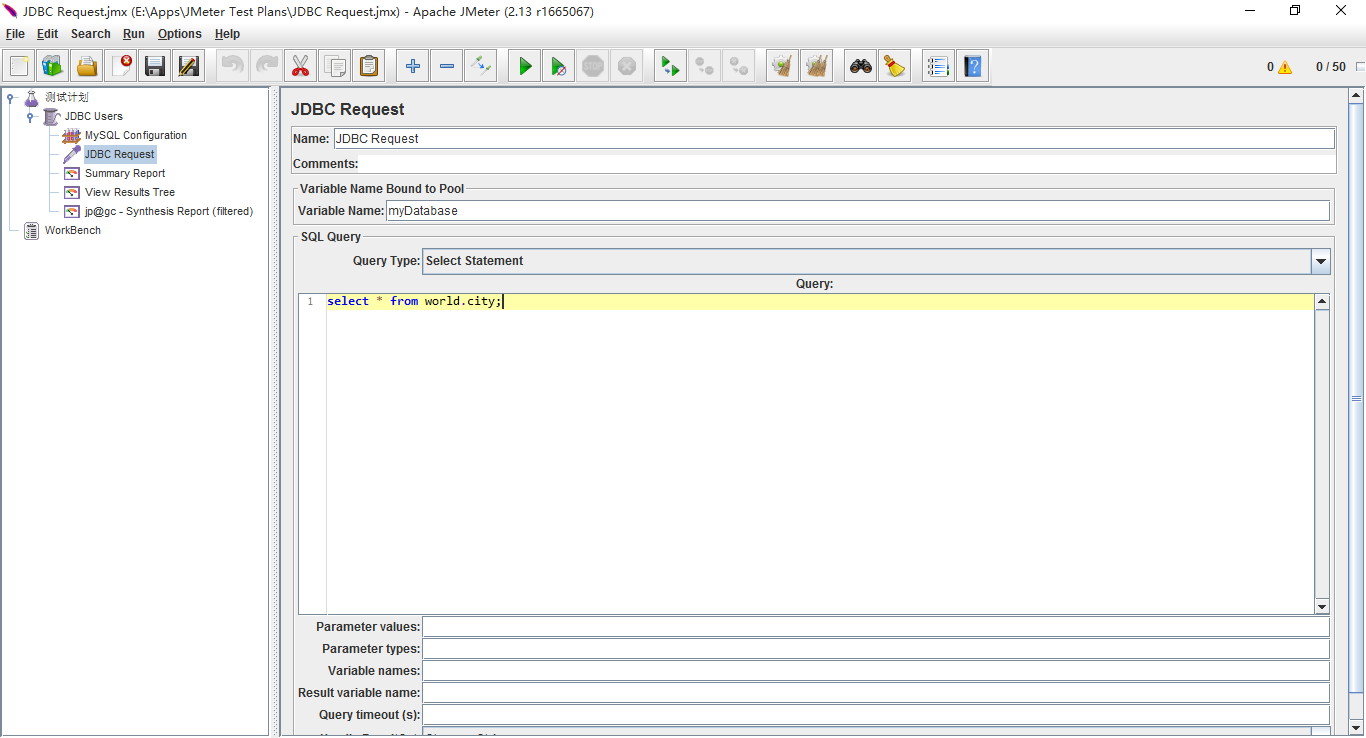 JDBC Request.jmx (E:\Apps\JMeter Test Plans\JDBC Request.jmx) - Apache JMeter (2.13 r1665067)
File Edit Search Run Options Help
STOP
0 0 / 50
测试计划
JDBC Users
MySQL Configuration
JDBC Request
Summary Report
View Results Tree
jp@gc - Synthesis Report (filtered)
WorkBench
JDBC Request
Name: JDBC Request
Comments:
Variable Name Bound to Pool
Variable Name: myDatabase
SQL Query
Query Type: Select Statement
Query:
1 select * from world.city;
Parameter values:
Parameter types:
Variable names:
Result variable name:
Query timeout (s):